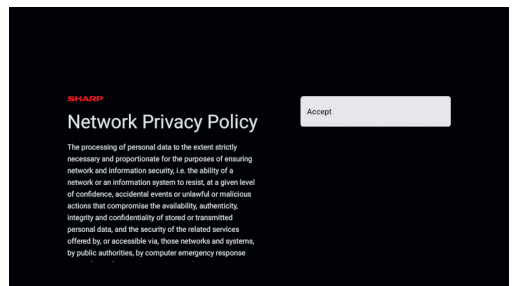 SHARP
Network Privacy Policy
The processing of personal data to the extent strictly
necessary and proportionate for the purposes of ensuring
network and information security, i.e. the ability of a
network or an information system to resist, at a given level
of confidence, accidental events or unlawful or malicious
actions that compromise the availability, authenticity,
integrity and confidentiality of stored or transmitted
personal data, and the security of the related services
offered by, or accessible via, those networks and systems,
by public authorities, by computer emergency response
Accept